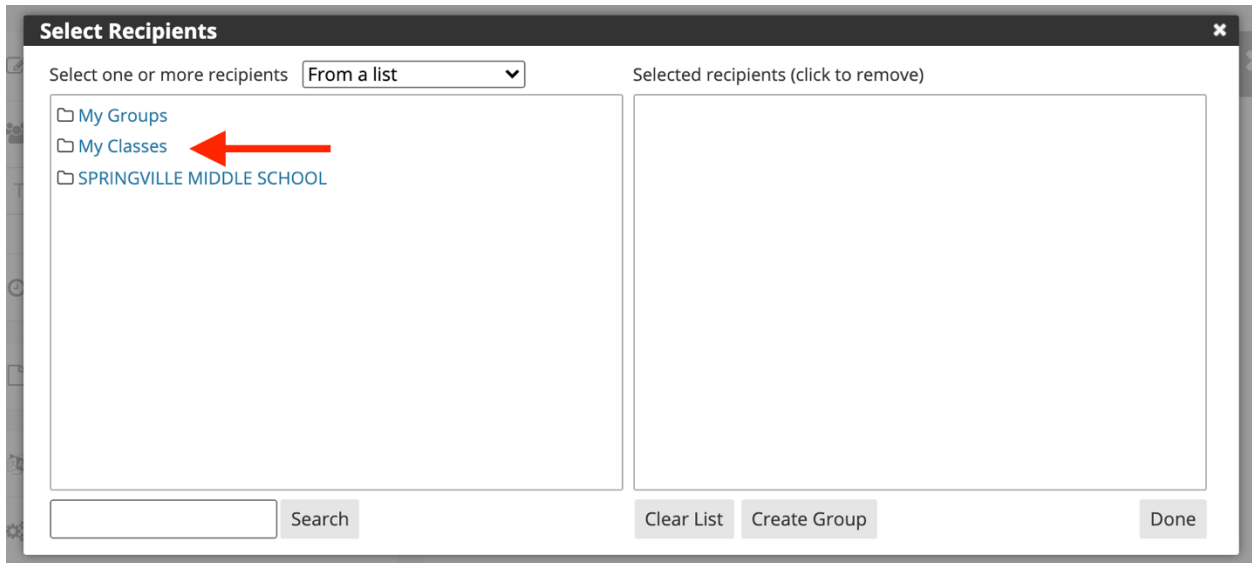 Select Recipients
Select one or more recipients From a list
Selected recipients (click to remove)
My Groups
My Classes
SPRINGVILLE MIDDLE SCHOOL
Search
Clear List
Create Group
Done